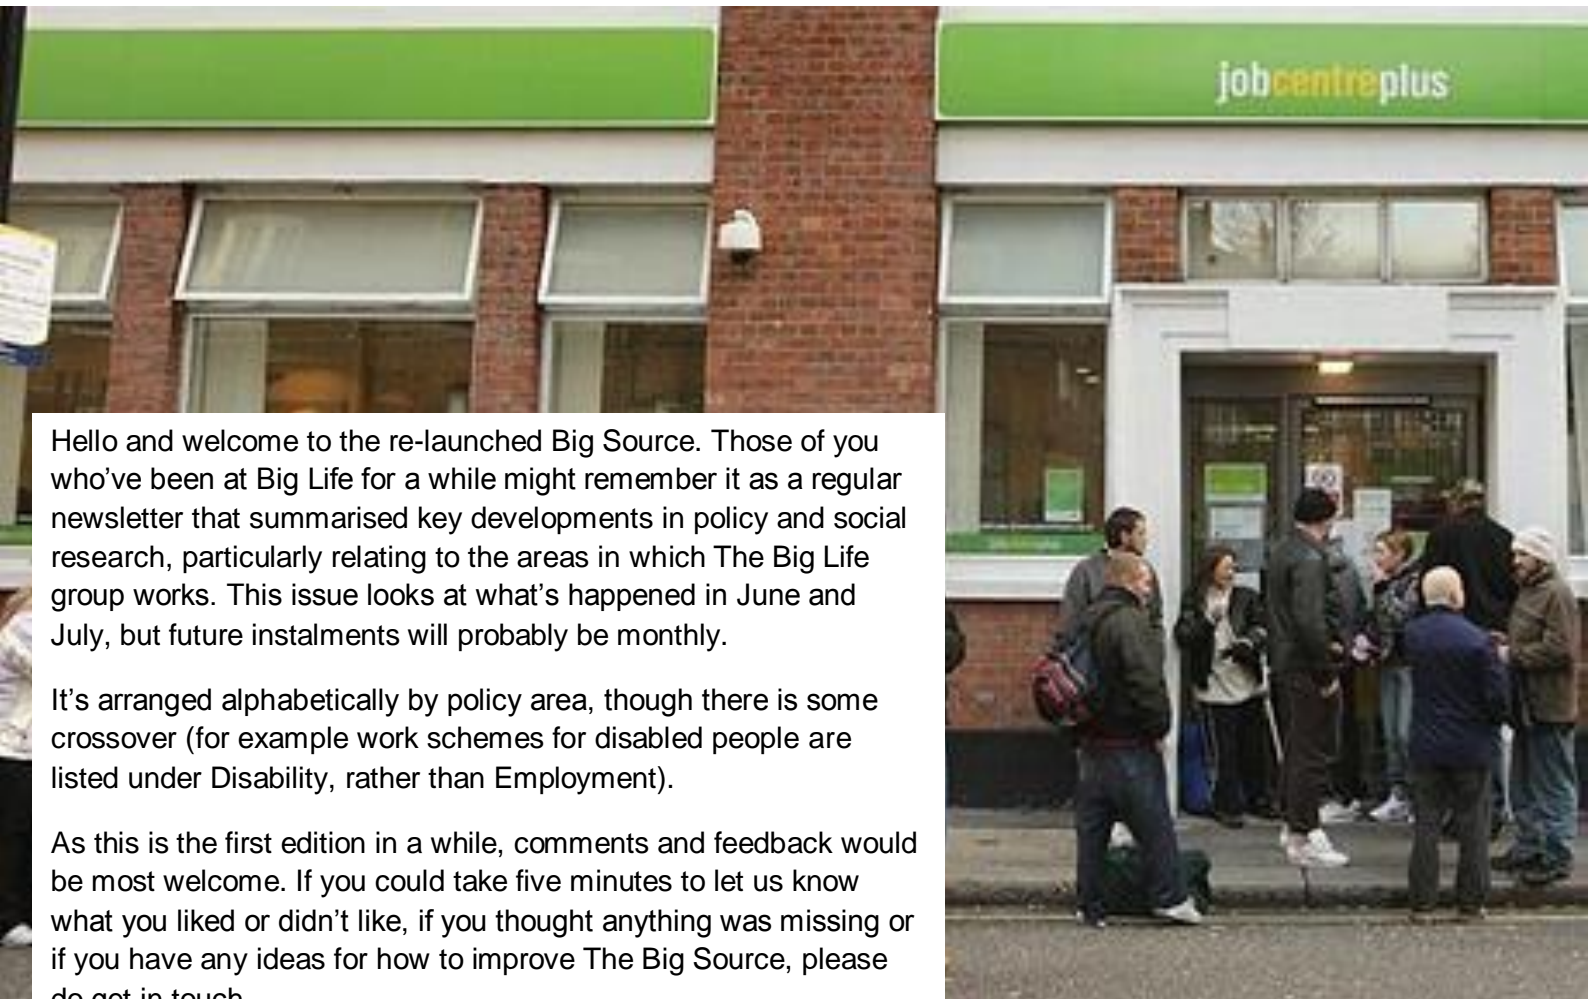 jobcentreplus
Hello and welcome to the re-launched Big Source. Those of you
who’ve been at Big Life for a while might remember it as a regular
newsletter that summarised key developments in policy and social
research, particularly relating to the areas in which The Big Life
group works. This issue looks at what’s happened in June and
July, but future instalments will probably be monthly.
It’s arranged alphabetically by policy area, though there is some
crossover (for example work schemes for disabled people are
listed under Disability, rather than Employment).
As this is the first edition in a while, comments and feedback would
be most welcome. If you could take five minutes to let us know
what you liked or didn’t like, if you thought anything was missing or
if you have any ideas for how to improve The Big Source, please
do get in touch